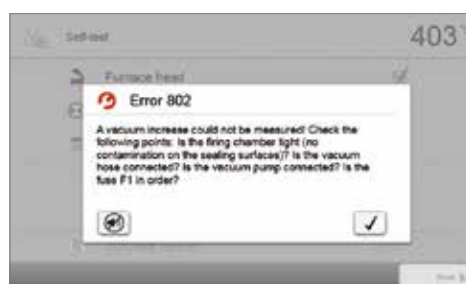 Self-test
403°
Furnace head
Error 802
A vacuum increase could not be measured! Check the
following points: Is the firing chamber tight (no
contamination on the sealing surfaces)? Is the vacuum
hose connected? Is the vacuum pump connected? Is the
fuse F1 in order?